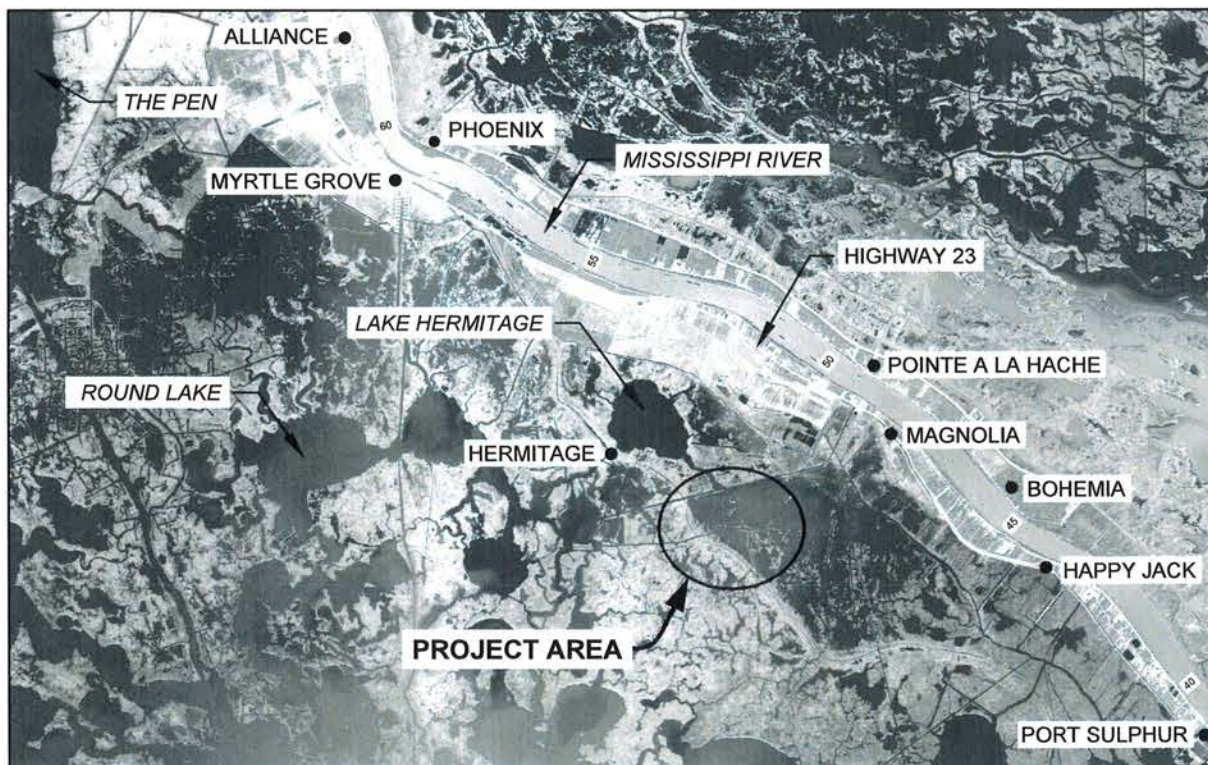 ALLIANCE
THE PEN
60
PHOENIX
MISSISSIPPI RIVER
MYRTLE GROVE
55
HIGHWAY 23
LAKE HERMITAGE
50
POINTE A LA HACHE
ROUND LAKE
MAGNOLIA
HERMITAGE
BOHEMIA
45
HAPPY JACK
PROJECT AREA
40
PORT SULPHUR